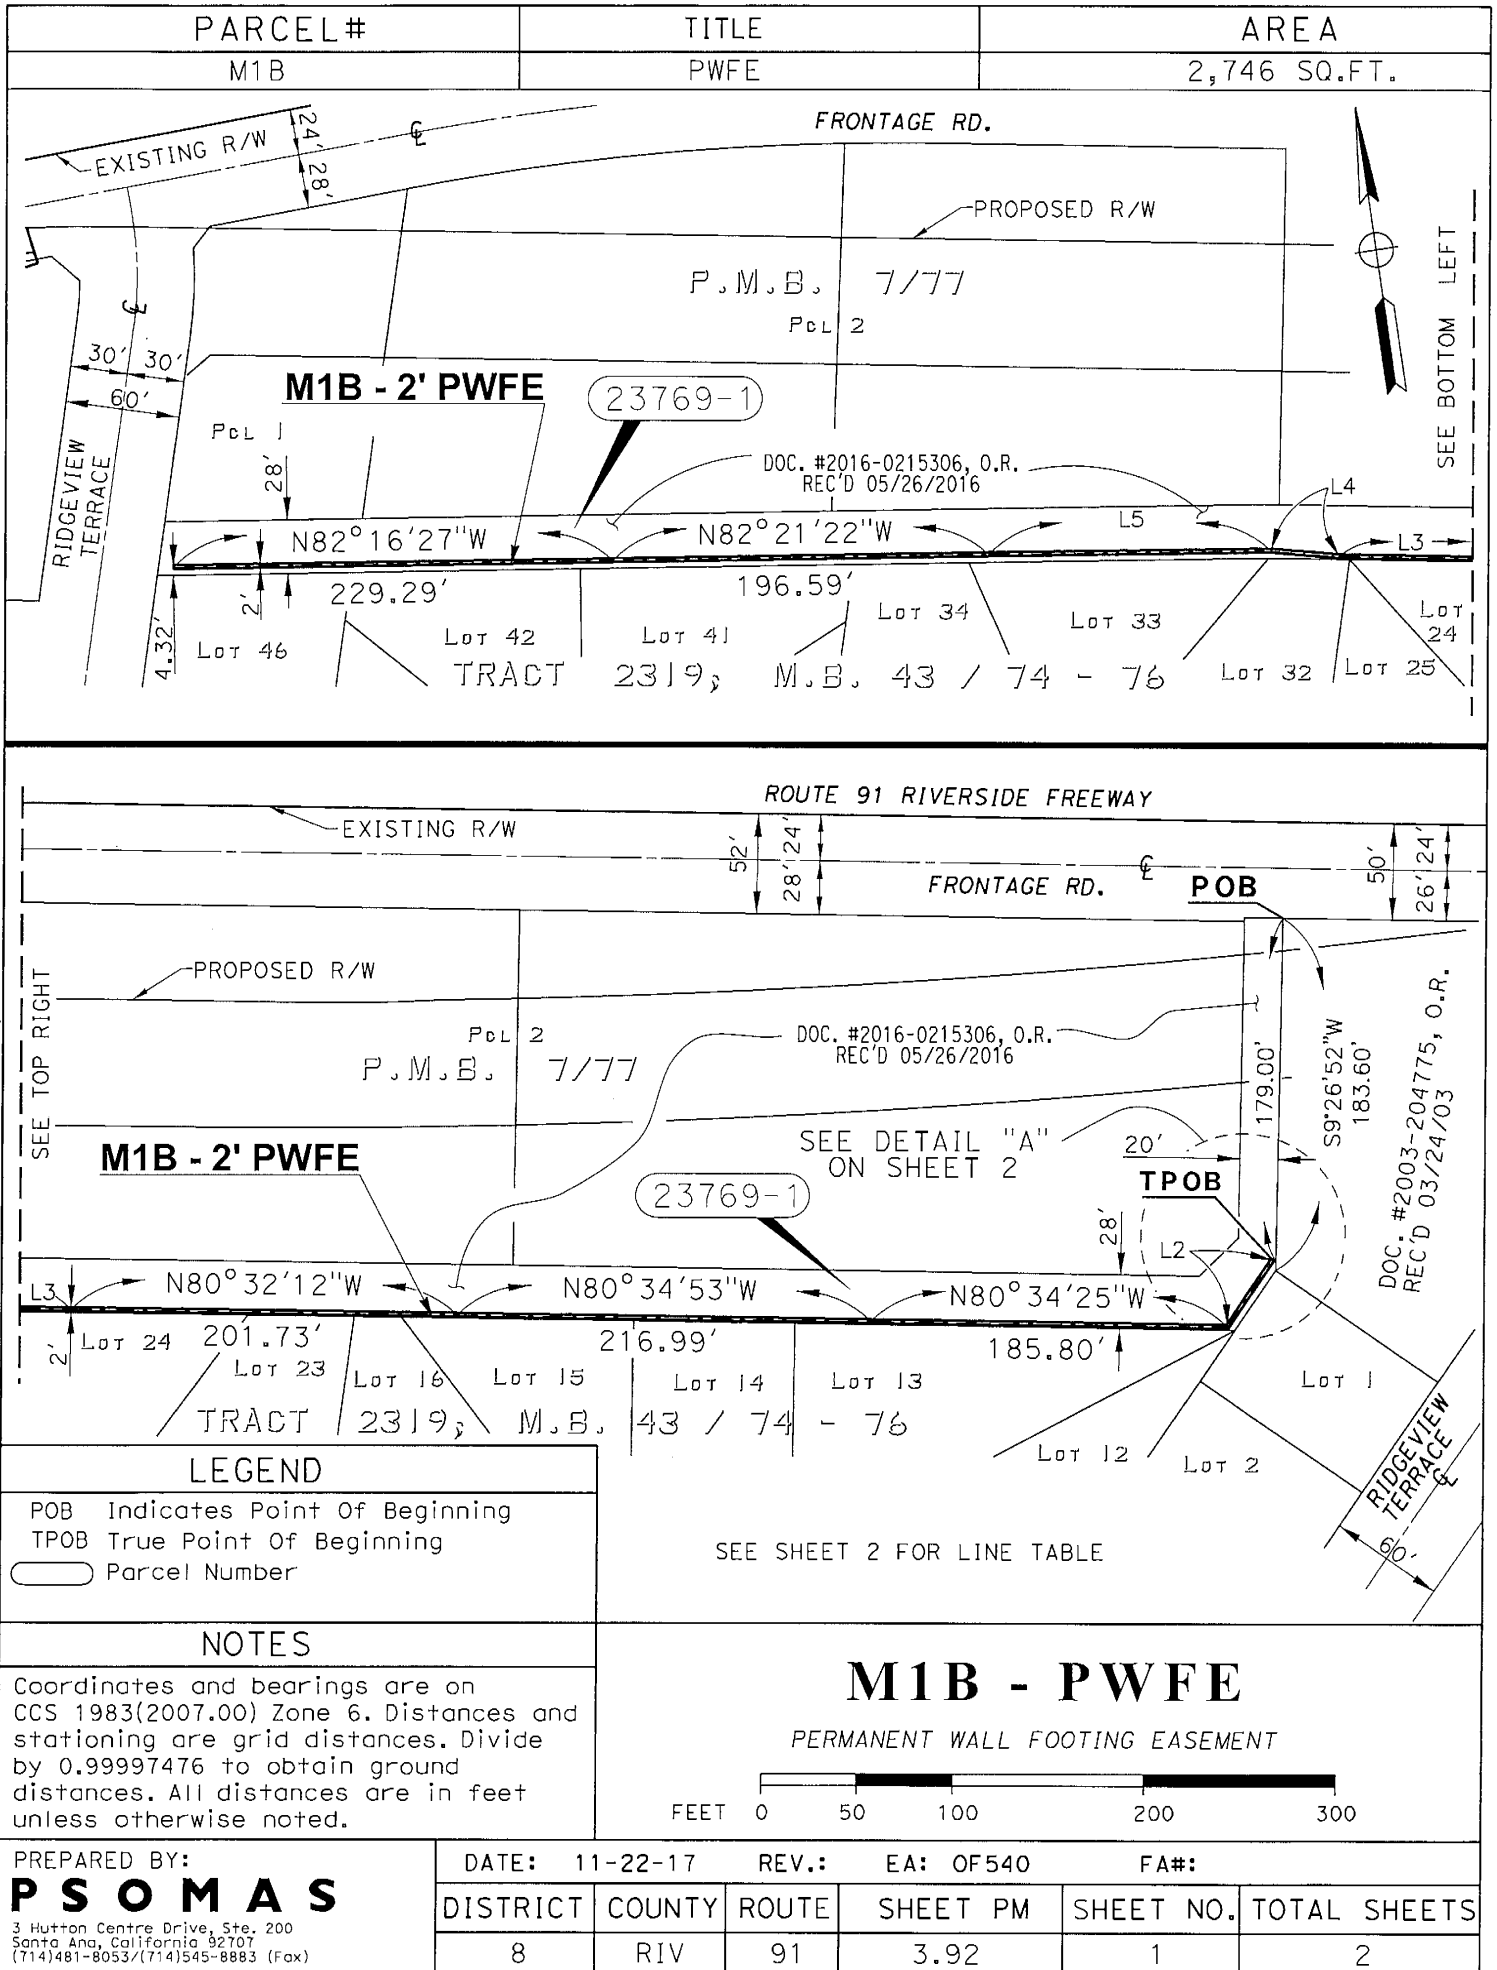 PARCEL# TITLE AREA
M1B PWFE 2,746 SQ.FT.
FRONTAGE RD.
EXISTING R/W
24'
28'
℄
PROPOSED R/W
P.M.B. 7/77
PCL 2
SEE BOTTOM LEFT
℄
30' 30'
60'
M1B - 2' PWFE
23769-1
PCL 1
28'
DOC. #2016-0215306, O.R.
REC'D 05/26/2016
RIDGEVIEW
TERRACE
L4
N82°16'27"W
N82°21'22"W
L5
L3
2'
229.29'
196.59'
4.32'
LOT 46
LOT 42
LOT 41
LOT 34
LOT 33
LOT 32
LOT 25
LOT
24
TRACT 2319; M.B. 43 / 74 - 76
ROUTE 91 RIVERSIDE FREEWAY
EXISTING R/W
52'
28' 24'
℄
50'
26' 24'
FRONTAGE RD.
POB
PROPOSED R/W
SEE TOP RIGHT
PCL 2
P.M.B. 7/77
DOC. #2016-0215306, O.R.
REC'D 05/26/2016
179.00'
S9°26'52"W
183.60'
DOC. #2003-204775, O.R.
REC'D 03/24/03
M1B - 2' PWFE
SEE DETAIL "A"
ON SHEET 2
20'
23769-1
TPOB
28'
L2
L3
N80°32'12"W
N80°34'53"W
N80°34'25"W
2'
201.73'
216.99'
185.80'
LOT 24
LOT 23
LOT 16
LOT 15
LOT 14
LOT 13
LOT 12
LOT 2
LOT 1
TRACT 2319; M.B. 43 / 74 - 76
RIDGEVIEW
TERRACE
℄
60'
LEGEND
POB Indicates Point Of Beginning
TPOB True Point Of Beginning
Parcel Number
SEE SHEET 2 FOR LINE TABLE
NOTES
Coordinates and bearings are on
CCS 1983(2007.00) Zone 6. Distances and
stationing are grid distances. Divide
by 0.99997476 to obtain ground
distances. All distances are in feet
unless otherwise noted.
M1B - PWFE
PERMANENT WALL FOOTING EASEMENT
FEET 0 50 100 200 300
PREPARED BY:
PSOMAS
3 Hutton Centre Drive, Ste. 200
Santa Ana, California 92707
(714)481-8053/(714)545-8883 (Fax)
DATE: 11-22-17 REV.: EA: OF540 FA#:
DISTRICT COUNTY ROUTE SHEET PM SHEET NO. TOTAL SHEETS
8 RIV 91 3.92 1 2